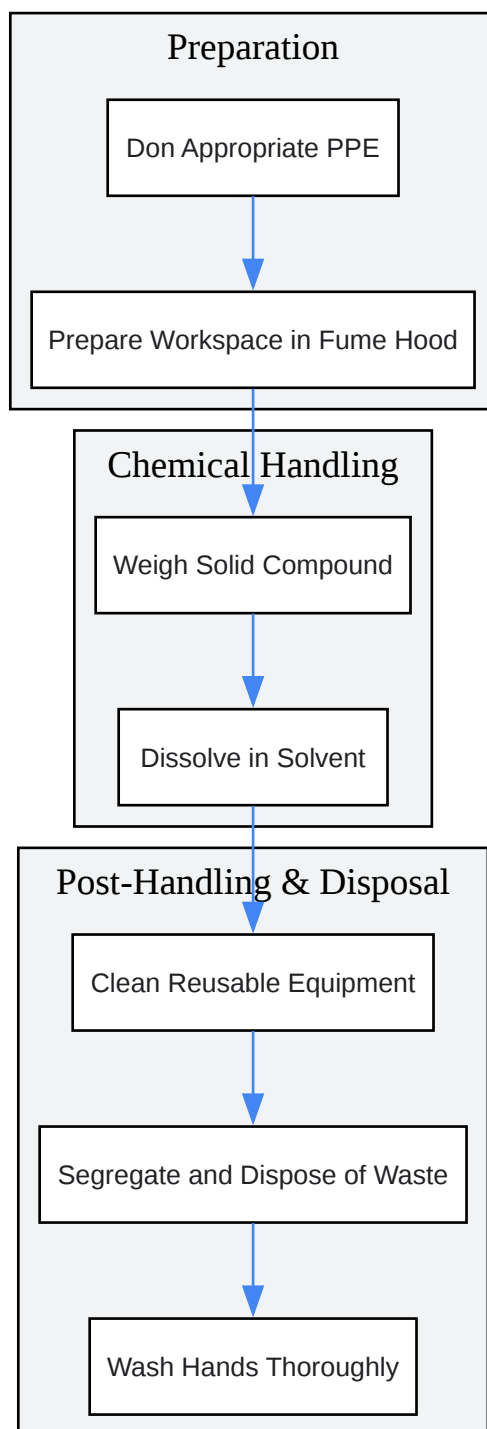 Preparation
Don Appropriate PPE
Prepare Workspace in Fume Hood
Chemical Handling
Weigh Solid Compound
Dissolve in Solvent
Post-Handling & Disposal
Clean Reusable Equipment
Segregate and Dispose of Waste
Wash Hands Thoroughly